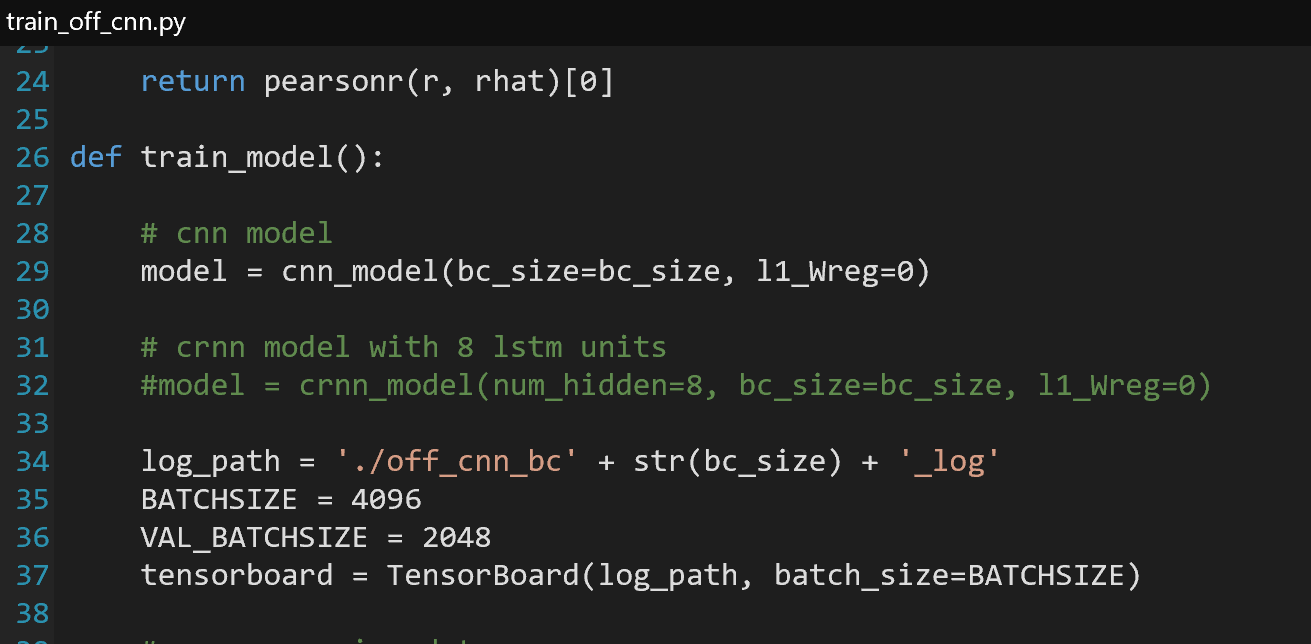 train_off_cnn.py
24 return pearsonr(r, rhat)[0]
25
26 def train_model():
27
28 # cnn model
29 model = cnn_model(bc_size=bc_size, l1_Wreg=0)
30
31 # crnn model with 8 lstm units
32 #model = crnn_model(num_hidden=8, bc_size=bc_size, l1_Wreg=0)
33
34 log_path = './off_cnn_bc' + str(bc_size) + '_log'
35 BATCHSIZE = 4096
36 VAL_BATCHSIZE = 2048
37 tensorboard = TensorBoard(log_path, batch_size=BATCHSIZE)
38